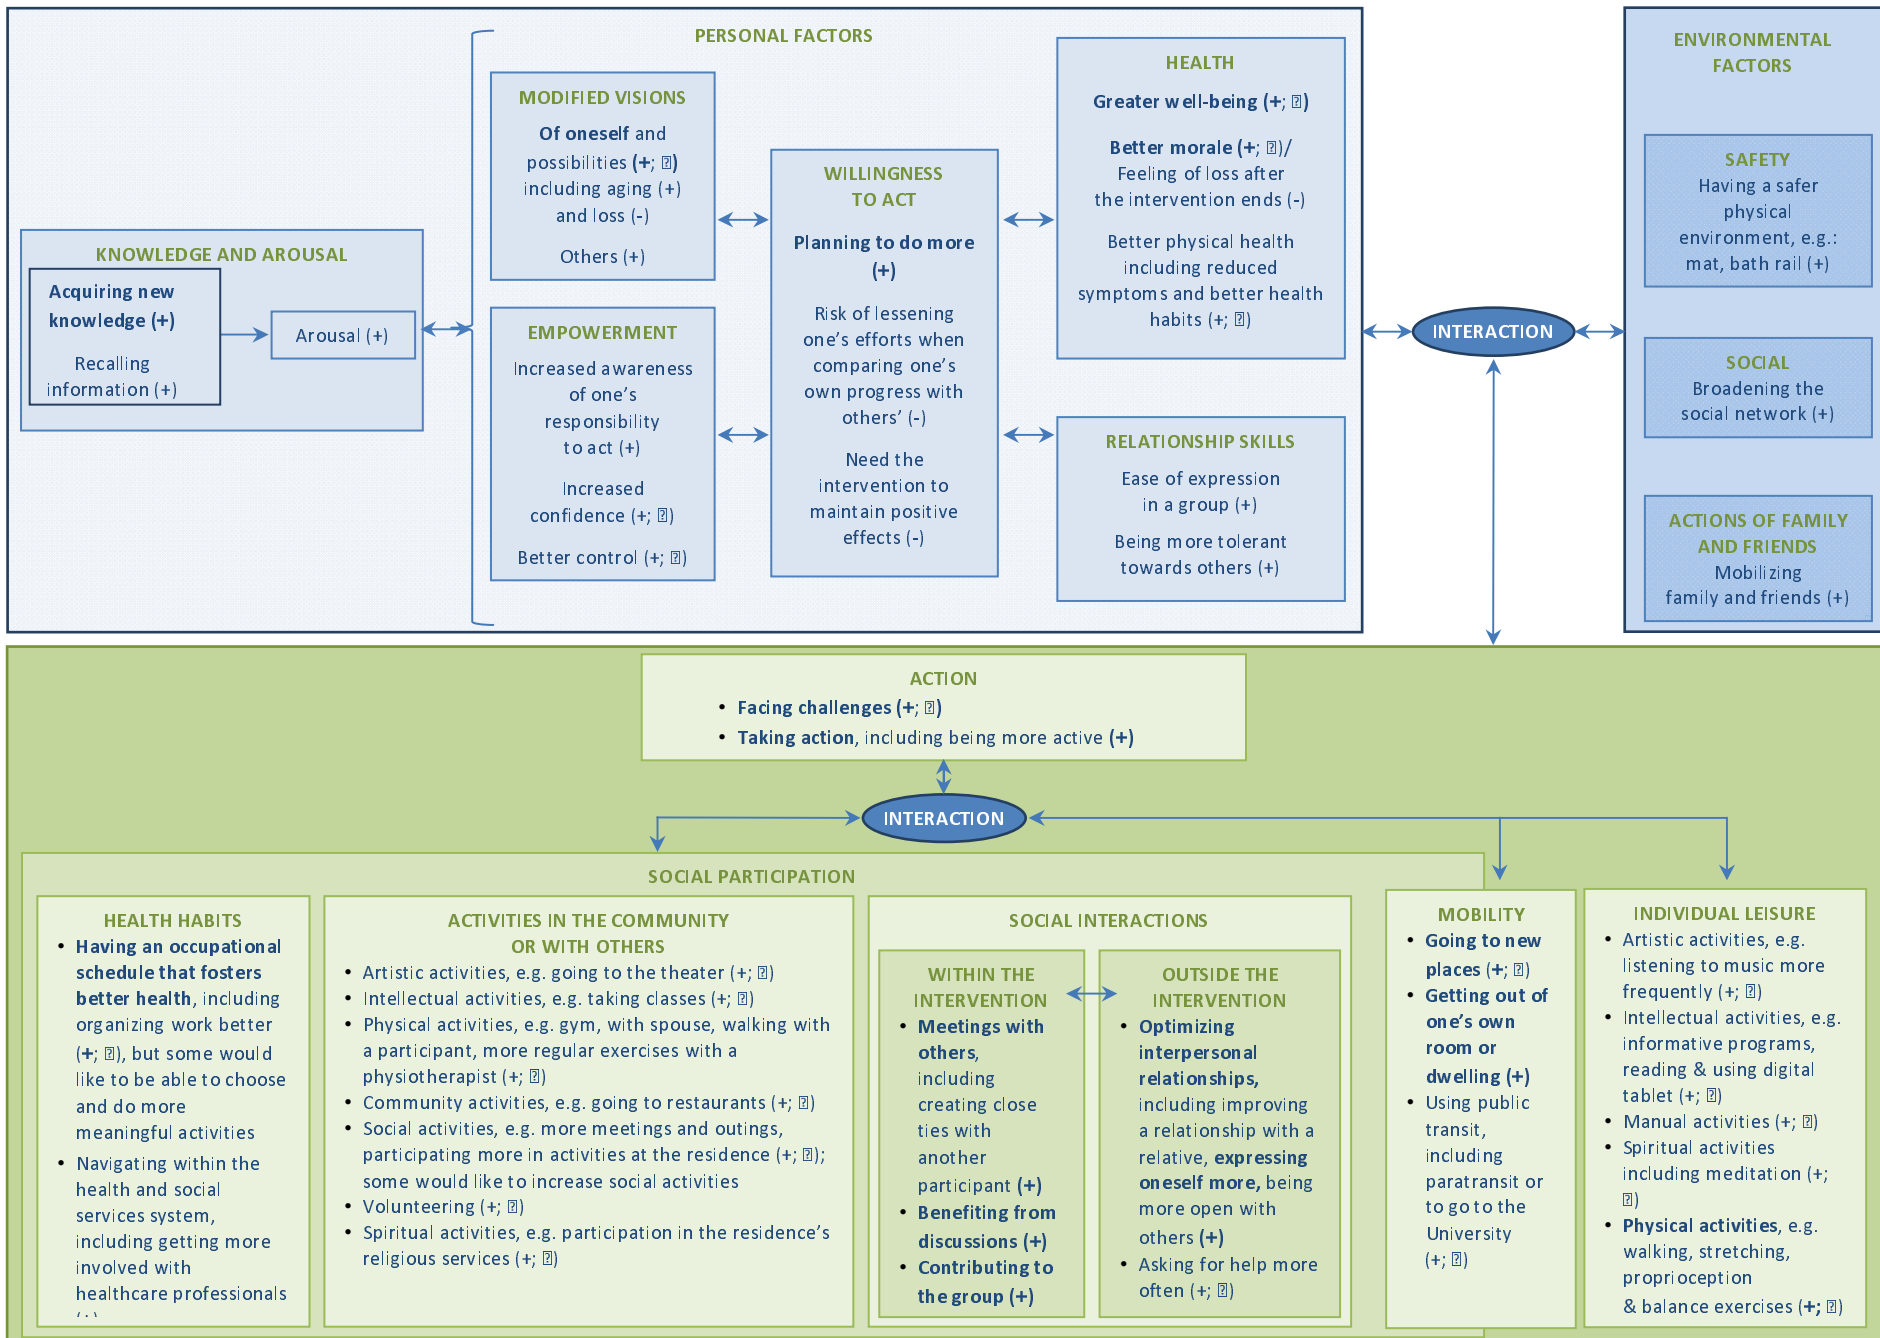 PERSONAL FACTORS
KNOWLEDGE AND AROUSAL
Acquiring new
knowledge (+)
Recalling
information (+)
Arousal (+)
MODIFIED VISIONS
Of oneself and
possibilities (+; ⍰)
including aging (+)
and loss (-)
Others (+)
EMPOWERMENT
Increased awareness
of one’s
responsibility
to act (+)
Increased
confidence (+; ⍰)
Better control (+; ⍰)
WILLINGNESS
TO ACT
Planning to do more
(+)
Risk of lessening
one’s efforts when
comparing one’s
own progress with
others’ (-)
Need the
intervention to
maintain positive
effects (-)
HEALTH
Greater well-being (+; ⍰)
Better morale (+; ⍰)/
Feeling of loss after
the intervention ends (-)
Better physical health
including reduced
symptoms and better health
habits (+; ⍰)
RELATIONSHIP SKILLS
Ease of expression
in a group (+)
Being more tolerant
towards others (+)
INTERACTION
ENVIRONMENTAL
FACTORS
SAFETY
Having a safer
physical
environment, e.g.:
mat, bath rail (+)
SOCIAL
Broadening the
social network (+)
ACTIONS OF FAMILY
AND FRIENDS
Mobilizing
family and friends (+)
ACTION
• Facing challenges (+; ⍰)
• Taking action, including being more active (+)
INTERACTION
SOCIAL PARTICIPATION
HEALTH HABITS
• Having an occupational
schedule that fosters
better health, including
organizing work better
(+; ⍰), but some would
like to be able to choose
and do more
meaningful activities
• Navigating within the
health and social
services system,
including getting more
involved with
healthcare professionals
(+)
ACTIVITIES IN THE COMMUNITY
OR WITH OTHERS
• Artistic activities, e.g. going to the theater (+; ⍰)
• Intellectual activities, e.g. taking classes (+; ⍰)
• Physical activities, e.g. gym, with spouse, walking with
a participant, more regular exercises with a
physiotherapist (+; ⍰)
• Community activities, e.g. going to restaurants (+; ⍰)
• Social activities, e.g. more meetings and outings,
participating more in activities at the residence (+; ⍰);
some would like to increase social activities
• Volunteering (+; ⍰)
• Spiritual activities, e.g. participation in the residence’s
religious services (+; ⍰)
SOCIAL INTERACTIONS
WITHIN THE
INTERVENTION
• Meetings with
others,
including
creating close
ties with
another
participant (+)
• Benefiting from
discussions (+)
• Contributing to
the group (+)
OUTSIDE THE
INTERVENTION
• Optimizing
interpersonal
relationships,
including improving
a relationship with a
relative, expressing
oneself more, being
more open with
others (+)
• Asking for help more
often (+; ⍰)
MOBILITY
• Going to new
places (+; ⍰)
• Getting out of
one’s own
room or
dwelling (+)
• Using public
transit,
including
paratransit or
to go to the
University
(+; ⍰)
INDIVIDUAL LEISURE
• Artistic activities, e.g.
listening to music more
frequently (+; ⍰)
• Intellectual activities, e.g.
informative programs,
reading & using digital
tablet (+; ⍰)
• Manual activities (+; ⍰)
• Spiritual activities
including meditation (+;
⍰)
• Physical activities, e.g.
walking, stretching,
proprioception
& balance exercises (+; ⍰)